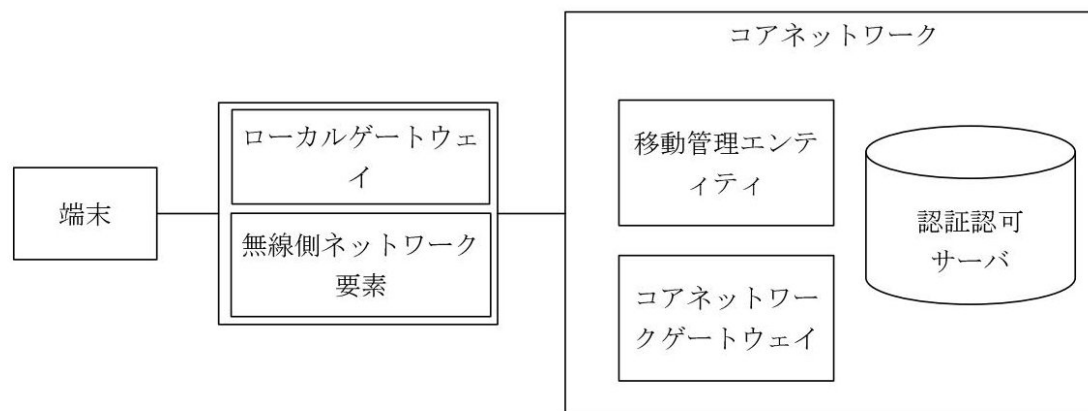 コアネットワーク
ローカルゲートウェ
イ
無線側ネットワーク
要素
端末
移動管理エンテ
ィティ
コアネットワー
クゲートウェイ
認証認可
サーバ